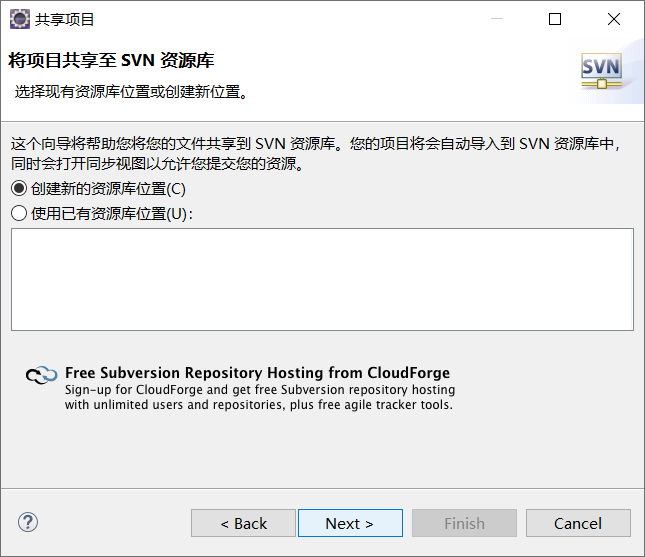 共享项目
将项目共享至 SVN 资源库
选择现有资源库位置或创建新位置。
SVN
这个向导将帮助您将您的文件共享到 SVN 资源库。您的项目将会自动导入到 SVN 资源库中，
同时会打开同步视图以允许您提交您的资源。
创建新的资源库位置(C)
使用已有资源库位置(U)：
Free Subversion Repository Hosting from CloudForge
Sign-up for CloudForge and get free Subversion repository hosting
with unlimited users and repositories, plus free agile tracker tools.
?
< Back
Next >
Finish
Cancel